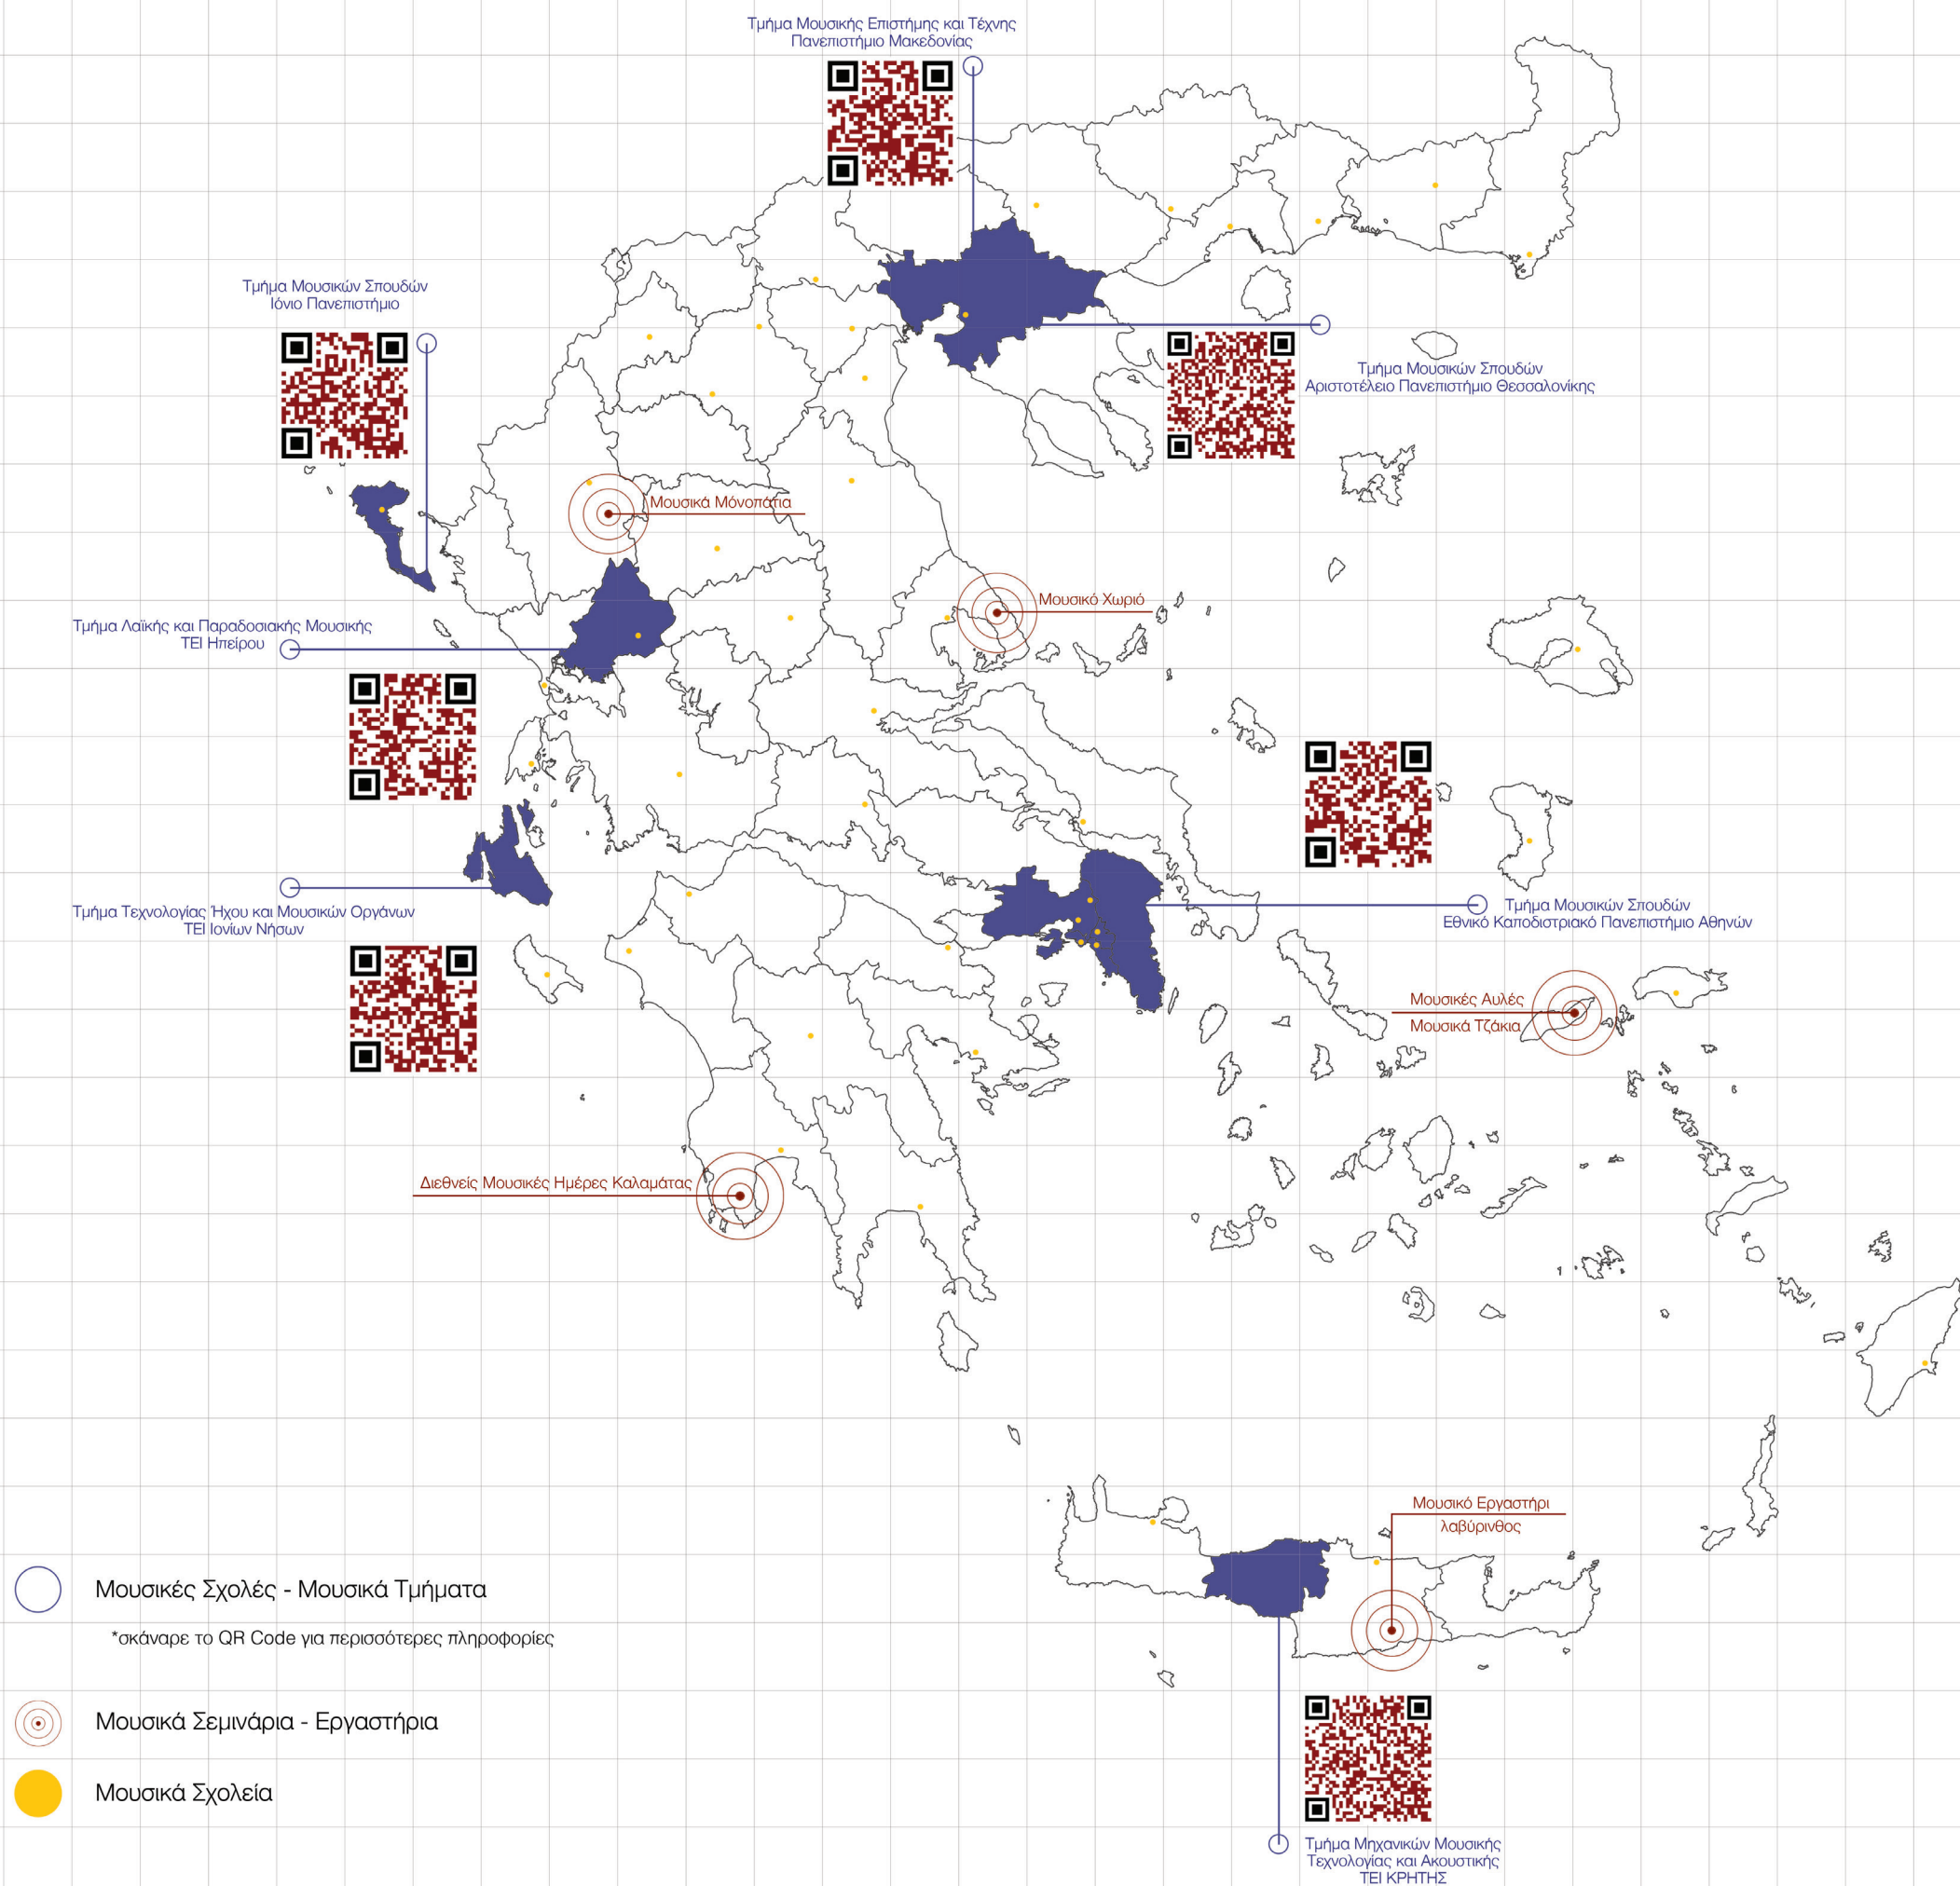 Τμήμα Μουσικής Επιστήμης και Τέχνης
Πανεπιστήμιο Μακεδονίας
Τμήμα Μουσικών Σπουδών
Ιόνιο Πανεπιστήμιο
Τμήμα Μουσικών Σπουδών
Αριστοτέλειο Πανεπιστήμιο Θεσσαλονίκης
Μουσικά Μόνοπάτια
Μουσικό Χωριό
Τμήμα Λαϊκής και Παραδοσιακής Μουσικής
ΤΕΙ Ηπείρου
Τμήμα Τεχνολογίας Ήχου και Μουσικών Οργάνων
ΤΕΙ Ιονίων Νήσων
Τμήμα Μουσικών Σπουδών
Εθνικό Καποδιστριακό Πανεπιστήμιο Αθηνών
Μουσικές Αυλές
Μουσικά Τζάκια
Διεθνείς Μουσικές Ημέρες Καλαμάτας
Μουσικό Εργαστήρι
λαβύρινθος
Μουσικές Σχολές - Μουσικά Τμήματα
*σκάναρε το QR Code για περισσότερες πληροφορίες
Μουσικά Σεμινάρια - Εργαστήρια
Μουσικά Σχολεία
Τμήμα Μηχανικών Μουσικής
Τεχνολογίας και Ακουστικής
ΤΕΙ ΚΡΗΤΗΣ